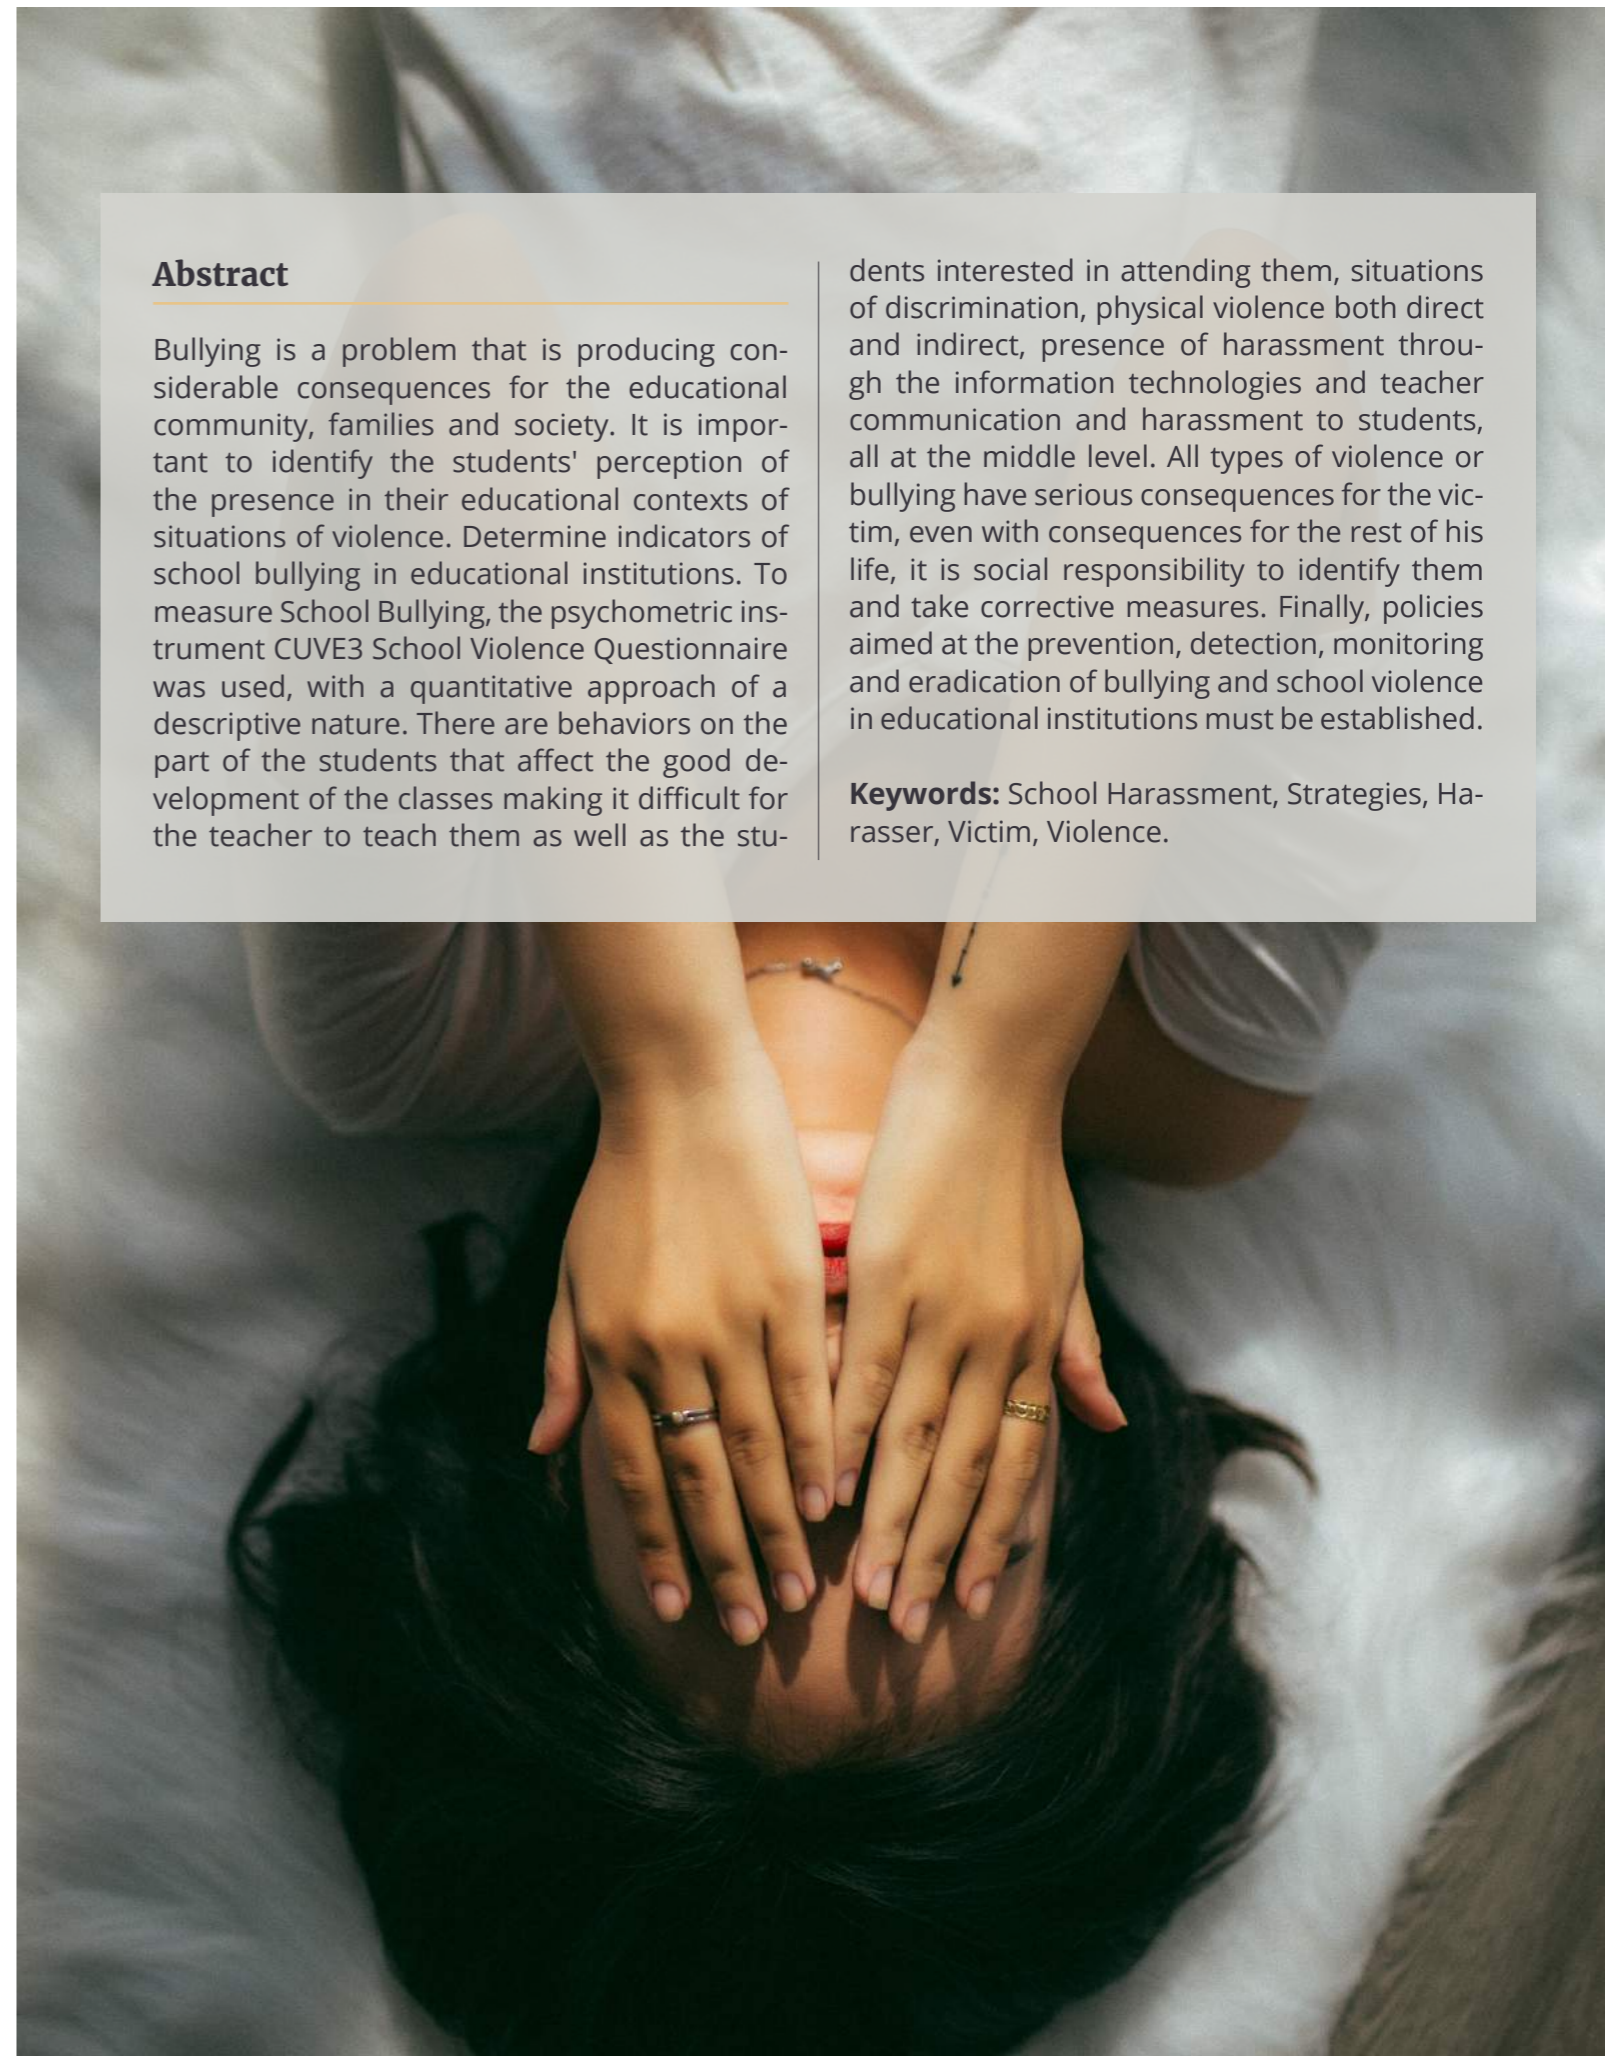 Abstract
Bullying is a problem that is producing con-
siderable consequences for the educational
community, families and society. It is impor-
tant to identify the students' perception of
the presence in their educational contexts of
situations of violence. Determine indicators of
school bullying in educational institutions. To
measure School Bullying, the psychometric ins-
trument CUVE3 School Violence Questionnaire
was used, with a quantitative approach of a
descriptive nature. There are behaviors on the
part of the students that affect the good de-
velopment of the classes making it difficult for
the teacher to teach them as well as the stu-
dents interested in attending them, situations
of discrimination, physical violence both direct
and indirect, presence of harassment throu-
gh the information technologies and teacher
communication and harassment to students,
all at the middle level. All types of violence or
bullying have serious consequences for the vic-
tim, even with consequences for the rest of his
life, it is social responsibility to identify them
and take corrective measures. Finally, policies
aimed at the prevention, detection, monitoring
and eradication of bullying and school violence
in educational institutions must be established.
Keywords: School Harassment, Strategies, Ha-
rasser, Victim, Violence.